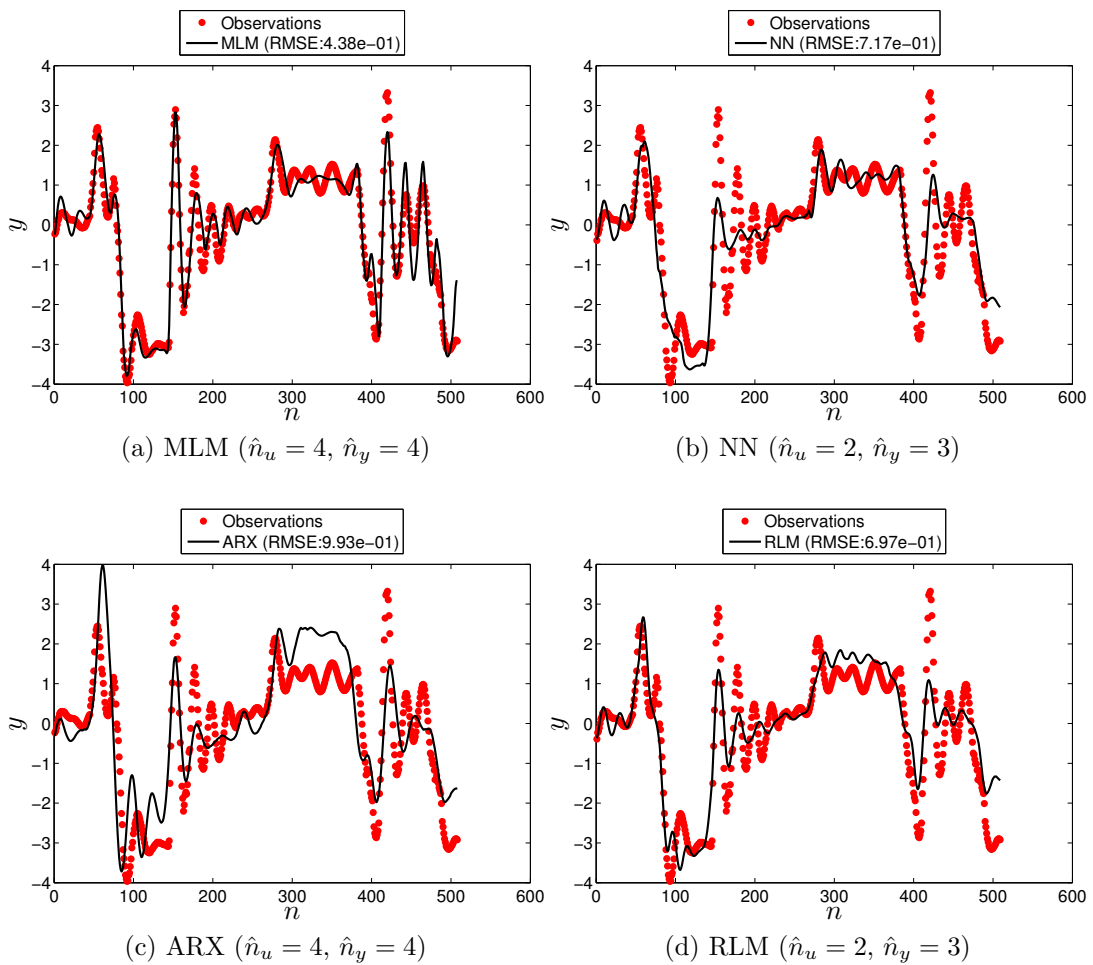 Observations
MLM (RMSE:4.38e−01)
4
3
2
1
0
−1
−2
−3
−4
y
0 100 200 300 400 500 600
n
(a) MLM (n̂u = 4, n̂y = 4)
Observations
NN (RMSE:7.17e−01)
4
3
2
1
0
−1
−2
−3
−4
y
0 100 200 300 400 500 600
n
(b) NN (n̂u = 2, n̂y = 3)
Observations
ARX (RMSE:9.93e−01)
4
3
2
1
0
−1
−2
−3
−4
y
0 100 200 300 400 500 600
n
(c) ARX (n̂u = 4, n̂y = 4)
Observations
RLM (RMSE:6.97e−01)
4
3
2
1
0
−1
−2
−3
−4
y
0 100 200 300 400 500 600
n
(d) RLM (n̂u = 2, n̂y = 3)